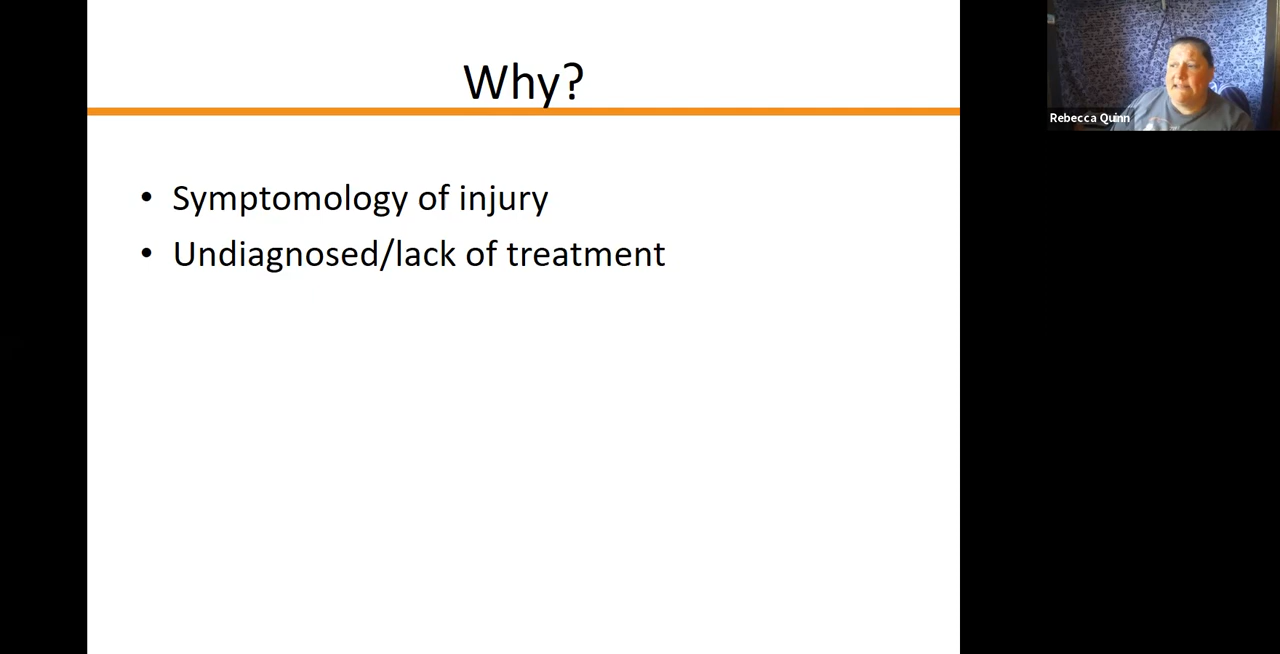 Why?
• Symptomology of injury
• Undiagnosed/lack of treatment
Rebecca Quinn